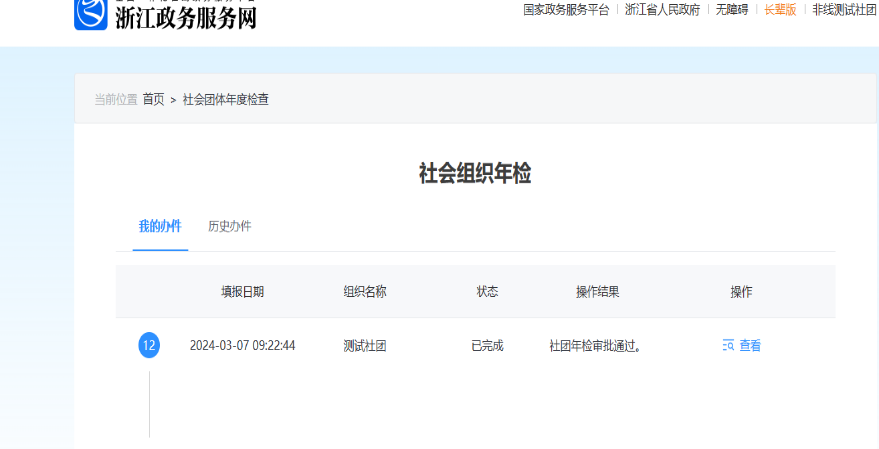 浙江政务服务网
国家政务服务平台 浙江省人民政府 无障碍 长辈版 非线测试社团
当前位置 首页 > 社会团体年度检查
社会组织年检
我的办件 历史办件
填报日期 组织名称 状态 操作结果 操作
12 2024-03-07 09:22:44 测试社团 已完成 社团年检审批通过。 查看